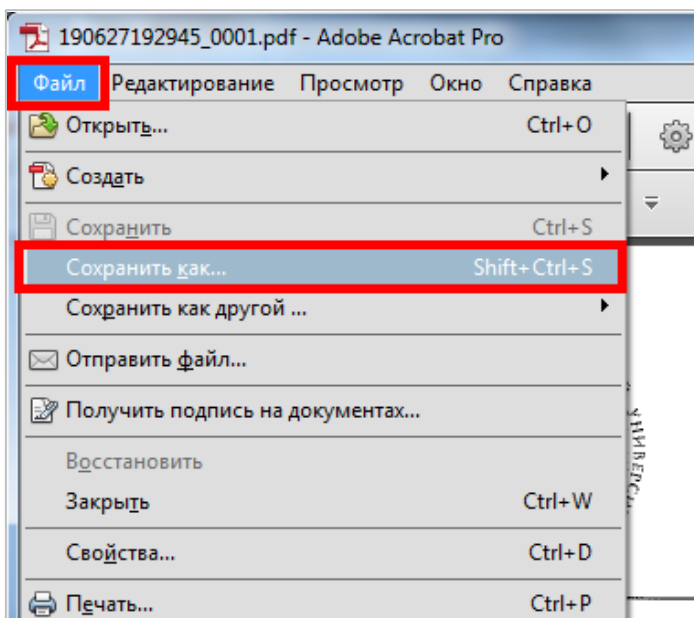 190627192945_0001.pdf - Adobe Acrobat Pro
Файл Редактирование Просмотр Окно Справка
Открыть... Ctrl+O
Создать
Сохранить Ctrl+S
Сохранить как... Shift+Ctrl+S
Сохранить как другой ...
Отправить файл...
Получить подпись на документах...
Восстановить
Закрыть Ctrl+W
Свойства... Ctrl+D
Печать... Ctrl+P